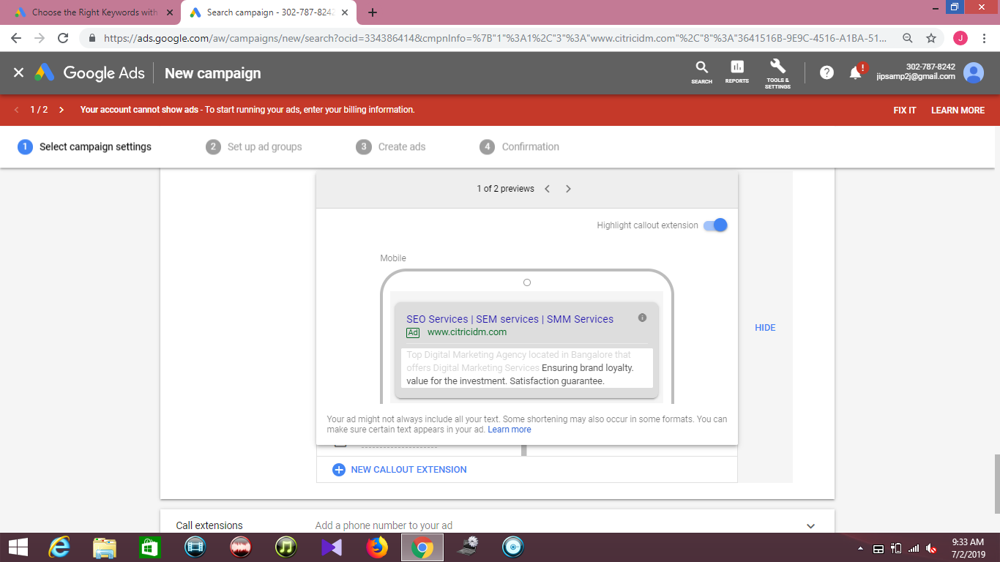 Choose the Right Keywords with
Search campaign - 302-787-8242
https://ads.google.com/aw/campaigns/new/search?ocid=334386414&cmpnInfo=%7B"1"%3A1%2C"3"%3A"www.citricidm.com"%2C"8"%3A"3641516B-9E9C-4516-A1BA-51...
J
Google Ads
New campaign
SEARCH
REPORTS
TOOLS &
SETTINGS
?
!
302-787-8242
jipsamp2j@gmail.com
1 / 2
Your account cannot show ads - To start running your ads, enter your billing information.
FIX IT
LEARN MORE
1 Select campaign settings
2 Set up ad groups
3 Create ads
4 Confirmation
1 of 2 previews
Highlight callout extension
Mobile
SEO Services | SEM services | SMM Services
Ad www.citricidm.com
Top Digital Marketing Agency located in Bangalore that
offers Digital Marketing Services Ensuring brand loyalty.
value for the investment. Satisfaction guarantee.
HIDE
Your ad might not always include all your text. Some shortening may also occur in some formats. You can
make sure certain text appears in your ad. Learn more
NEW CALLOUT EXTENSION
Call extensions
Add a phone number to your ad
9:33 AM
7/2/2019